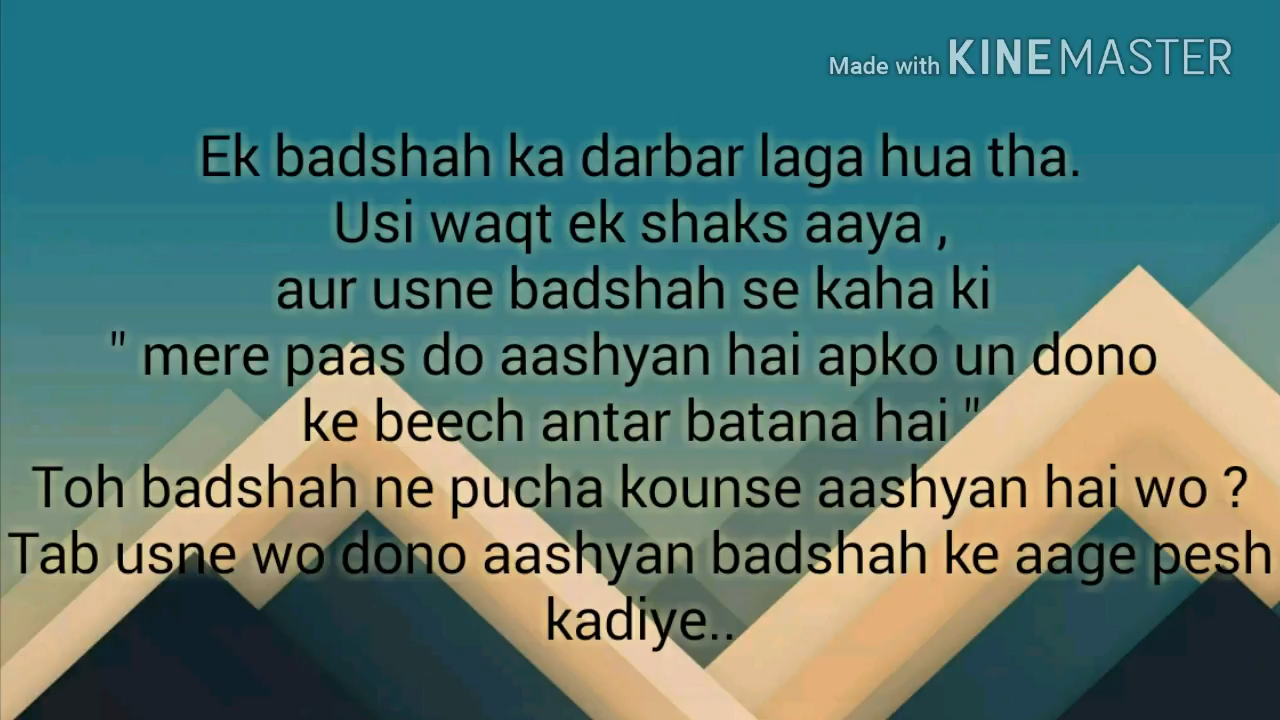 Made with KINEMASTER
Ek badshah ka darbar laga hua tha.
Usi waqt ek shaks aaya ,
aur usne badshah se kaha ki
" mere paas do aashyan hai apko un dono
ke beech antar batana hai "
Toh badshah ne pucha kounse aashyan hai wo ?
Tab usne wo dono aashyan badshah ke aage pesh
kadiye..